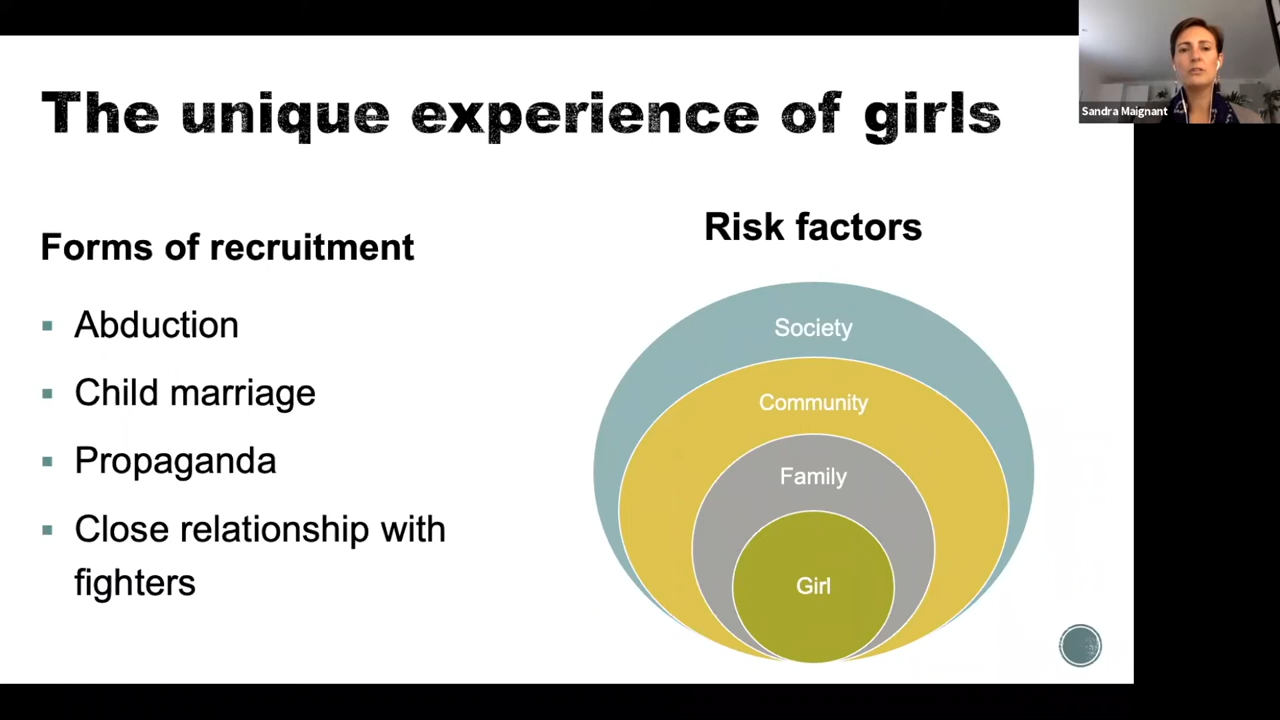 The unique experience of girls
Sandra Maignant
Forms of recruitment
Abduction
Child marriage
Propaganda
Close relationship with
fighters
Risk factors
Society
Community
Family
Girl